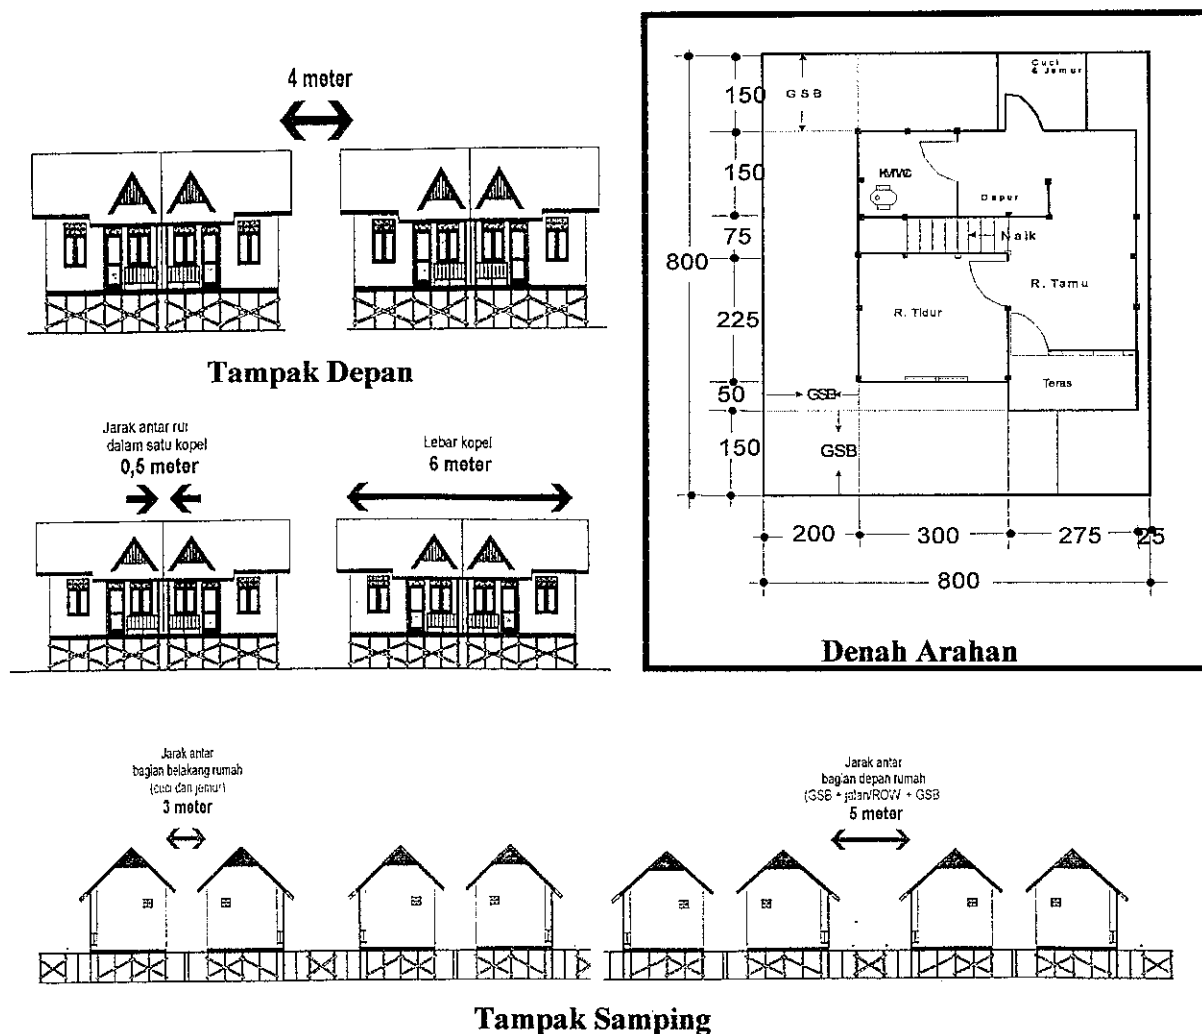 4 meter
Tampak Depan
Jarak antar
dalam satu kopel
0,5 meter
Lebar kopel
6 meter
Cuci
& Jemur
150
GSB
150
KM/WC
Dapur
75
Naik
800
R. Tamu
225
R. Tidur
50
GSB
Teras
150
GSB
200
300
275
25
800
Denah Arahan
Jarak antar
bagian belakang rumah
(cuci dan jemur)
3 meter
Jarak antar
bagian depan rumah
(GSB + jalan/ROW + GSB
5 meter
Tampak Samping